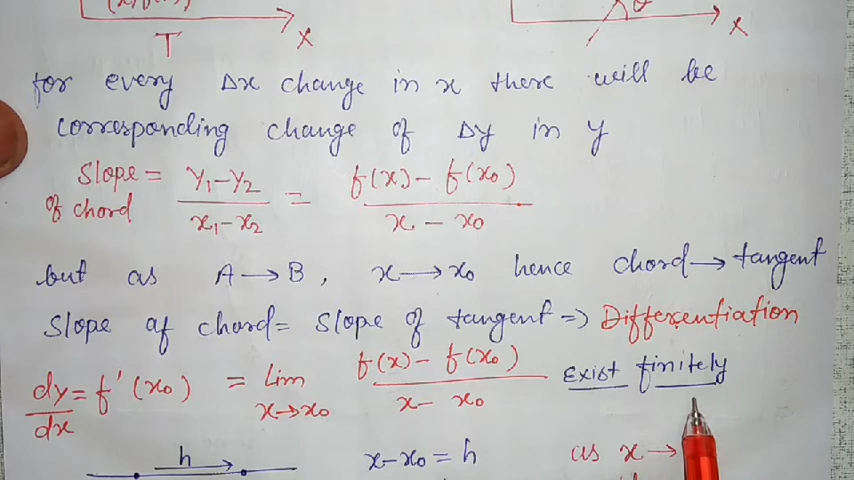 T X X
for every Δx change in x there will be
corresponding change of Δy in y
Slope of chord = y₁-y₂ / x₁-x₂ = f(x) - f(x₀) / x - x₀
but as A → B , x → x₀ hence chord → tangent
Slope of chord = Slope of tangent => Differentiation
dy/dx = f'(x₀) = Lim x→x₀ f(x) - f(x₀) / x - x₀ Exist finitely
h x-x₀ = h as x →